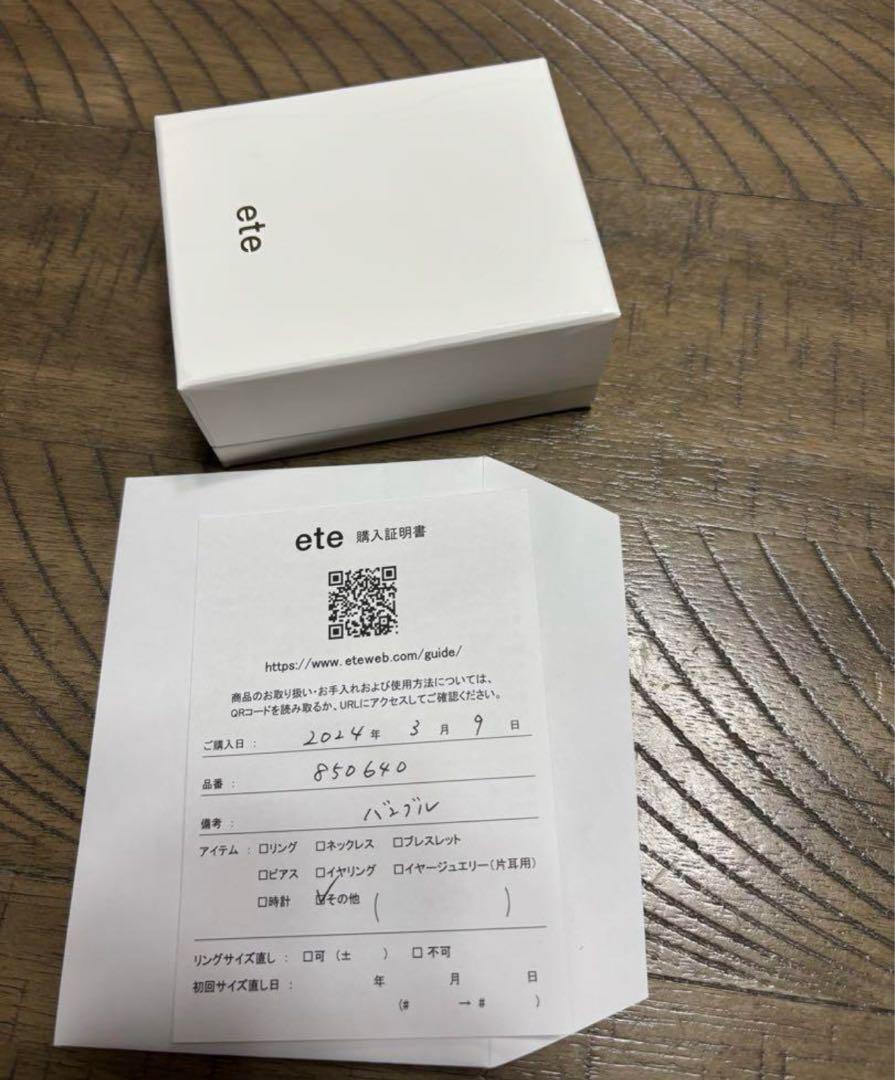 ete
ete 購入証明書
https://www.eteweb.com/guide/
商品のお取り扱い・お手入れおよび使用方法については、
QRコードを読み取るか、URLにアクセスしてご確認ください。
ご購入日 : 2024 年 3 月 9 日
品番 : 850640
備考 : バングル
アイテム : □リング □ネックレス □ブレスレット
□ピアス □イヤリング □イヤージュエリー(片耳用)
□時計 ☑その他 ( )
リングサイズ直し : □可 (± ) □ 不可
初回サイズ直し日 : 年 月 日
(# → # )